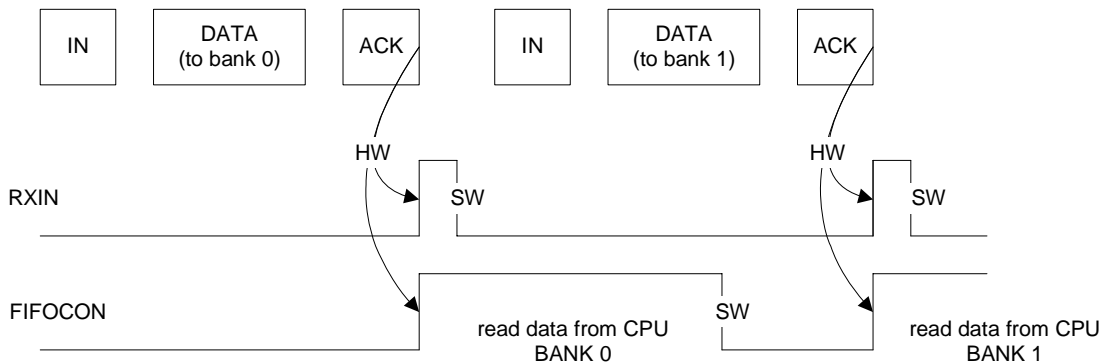 IN
DATA
(to bank 0)
ACK
IN
DATA
(to bank 1)
ACK
HW
HW
RXIN
SW
SW
FIFOCON
SW
read data from CPU
BANK 0
read data from CPU
BANK 1